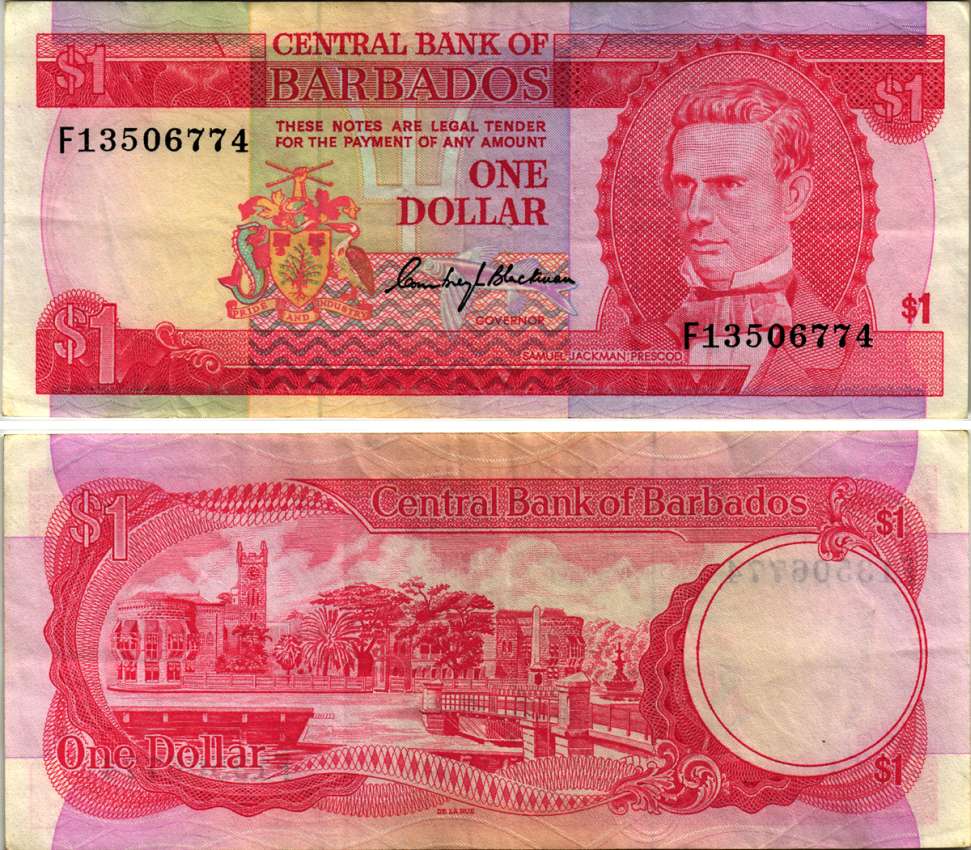 $1
CENTRAL BANK OF
BARBADOS
$1
F13506774
THESE NOTES ARE LEGAL TENDER
FOR THE PAYMENT OF ANY AMOUNT
ONE
DOLLAR
Courtney L Blackman
GOVERNOR
PRIDE AND INDUSTRY
$1
$1
F13506774
SAMUEL JACKMAN PRESCOD
$1
Central Bank of Barbados
$1
One Dollar
$1
DE LA RUE